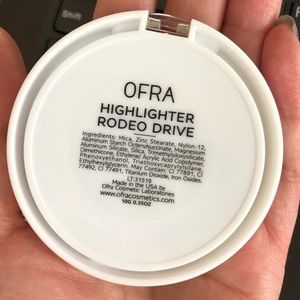 OFRA
HIGHLIGHTER
RODEO DRIVE
Ingredients: Mica, Zinc Stearate, Nylon-12,
Aluminum Starch Octenylsuccinate, Magnesium
Aluminum Silicate, Silica, Trimethylsiloxysilicate,
Dimethicone, Ethylene/ Acrylic Acid Copolymer,
Phenoxyethanol, Triethoxycaprylylsilane,
Ethylhexylglycerin. May Contain: CI 77891, CI
77492, CI 77491, Titanium Dioxide, Iron Oxides.
LT:31519
Made in the USA by
Ofra Cosmetic Laboratories
www.ofracosmetics.com
10G 0.35OZ